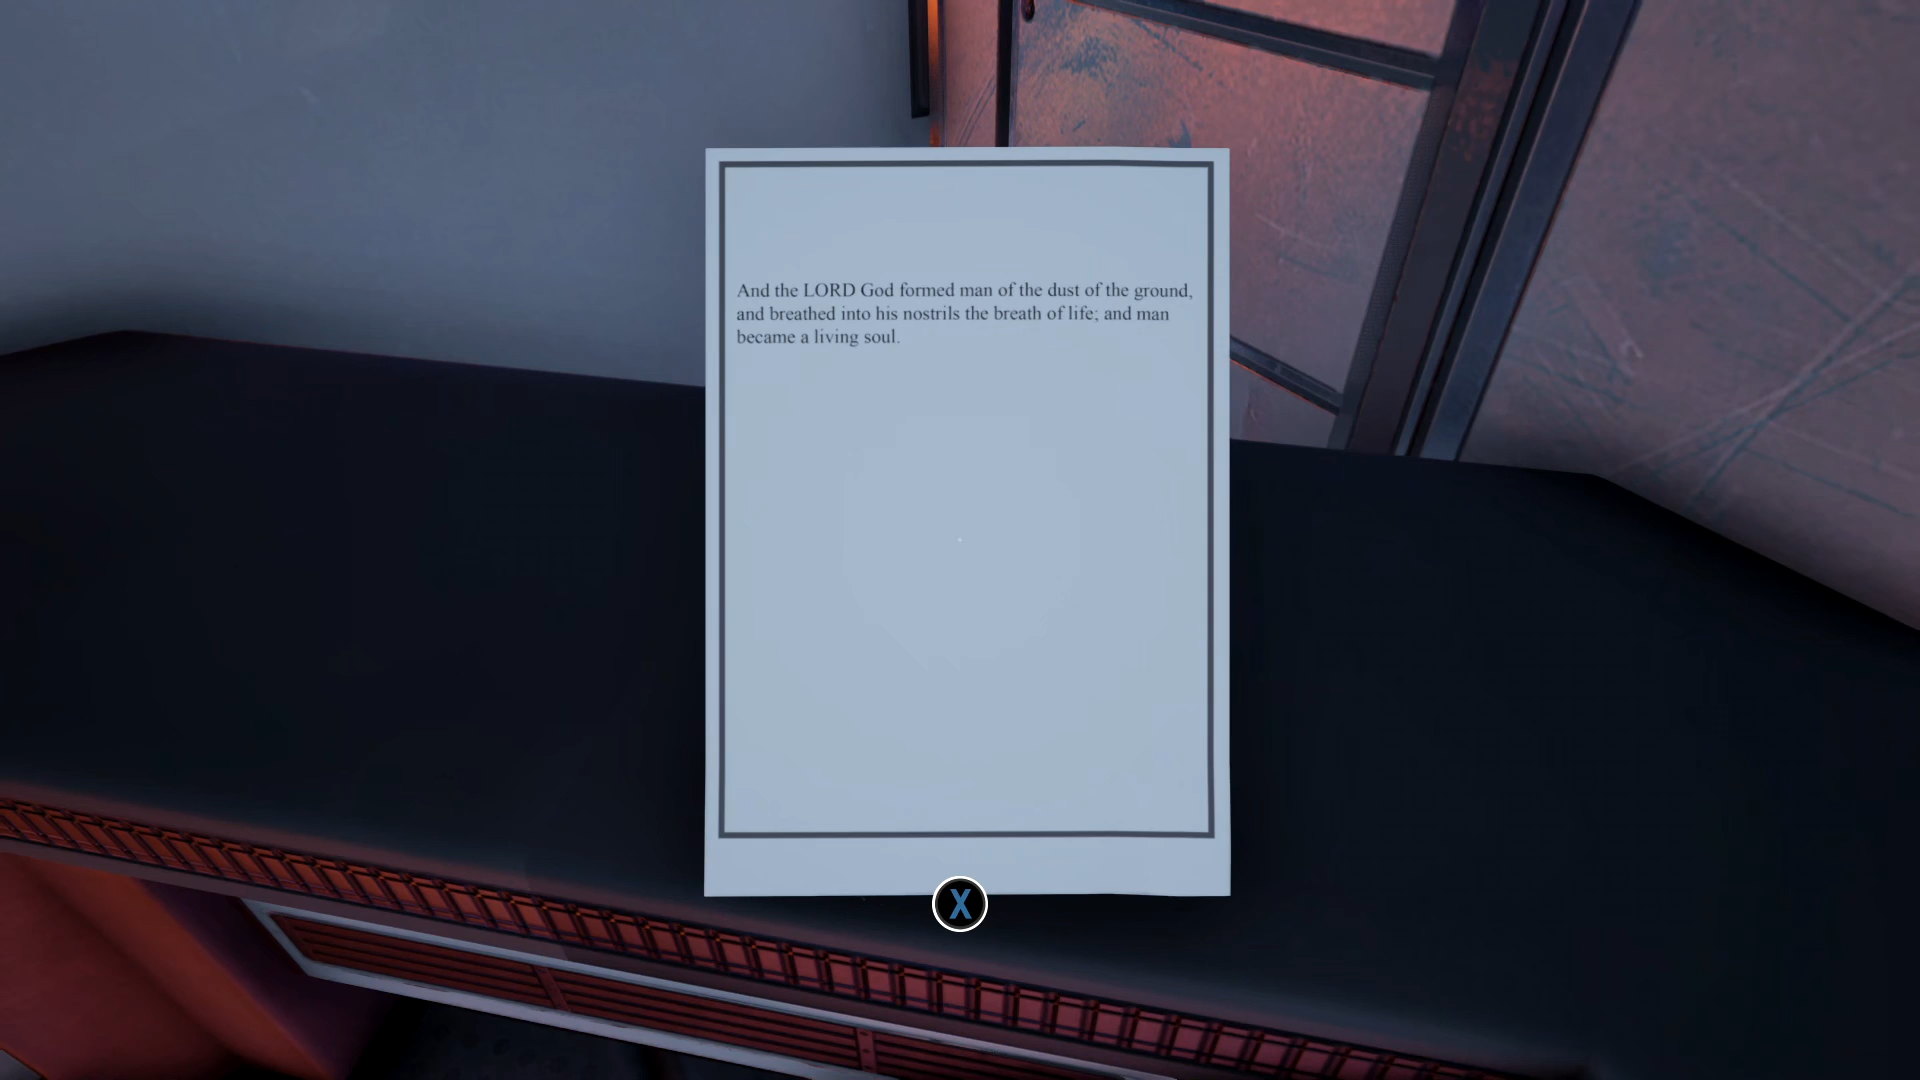 And the LORD God formed man of the dust of the ground,
and breathed into his nostrils the breath of life; and man
became a living soul.
X